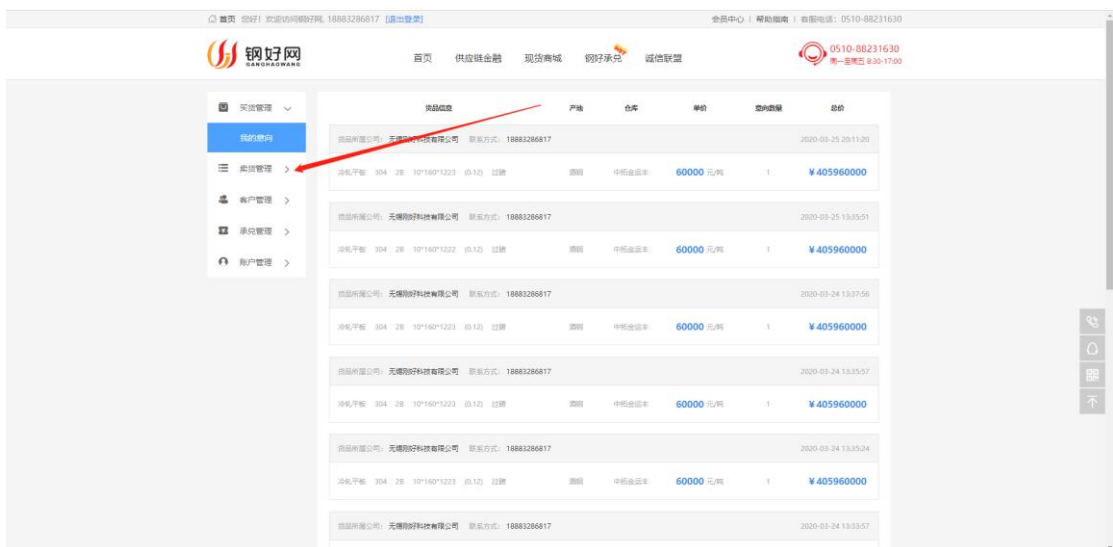 首页 您好！欢迎访问钢好网, 18883286817 [退出登录] 会员中心 | 帮助指南 | 客服电话：0510-88231630
钢好网 GANGHAOWANG
首页 供应链金融 现货商城 钢好承兑 诚信联盟
0510-88231630
周一至周五 8:30-17:00
买货管理
我的意向
卖货管理
客户管理
承兑管理
账户管理
货品信息 产地 仓库 单价 意向数量 总价
货品所属公司：无锡刚好科技有限公司 联系方式：18883286817 2020-03-25 20:11:20
冷轧平板 304 2B 10*160*1223 (0.12) 过磅 酒钢 中拓金运丰 60000 元/吨 1 ¥405960000
货品所属公司：无锡刚好科技有限公司 联系方式：18883286817 2020-03-25 13:35:51
冷轧平板 304 2B 10*160*1222 (0.12) 过磅 酒钢 中拓金运丰 60000 元/吨 1 ¥405960000
货品所属公司：无锡刚好科技有限公司 联系方式：18883286817 2020-03-24 13:37:56
冷轧平板 304 2B 10*160*1223 (0.12) 过磅 酒钢 中拓金运丰 60000 元/吨 1 ¥405960000
货品所属公司：无锡刚好科技有限公司 联系方式：18883286817 2020-03-24 13:35:57
冷轧平板 304 2B 10*160*1223 (0.12) 过磅 酒钢 中拓金运丰 60000 元/吨 1 ¥405960000
货品所属公司：无锡刚好科技有限公司 联系方式：18883286817 2020-03-24 13:35:24
冷轧平板 304 2B 10*160*1223 (0.12) 过磅 酒钢 中拓金运丰 60000 元/吨 1 ¥405960000
货品所属公司：无锡刚好科技有限公司 联系方式：18883286817 2020-03-24 13:33:57